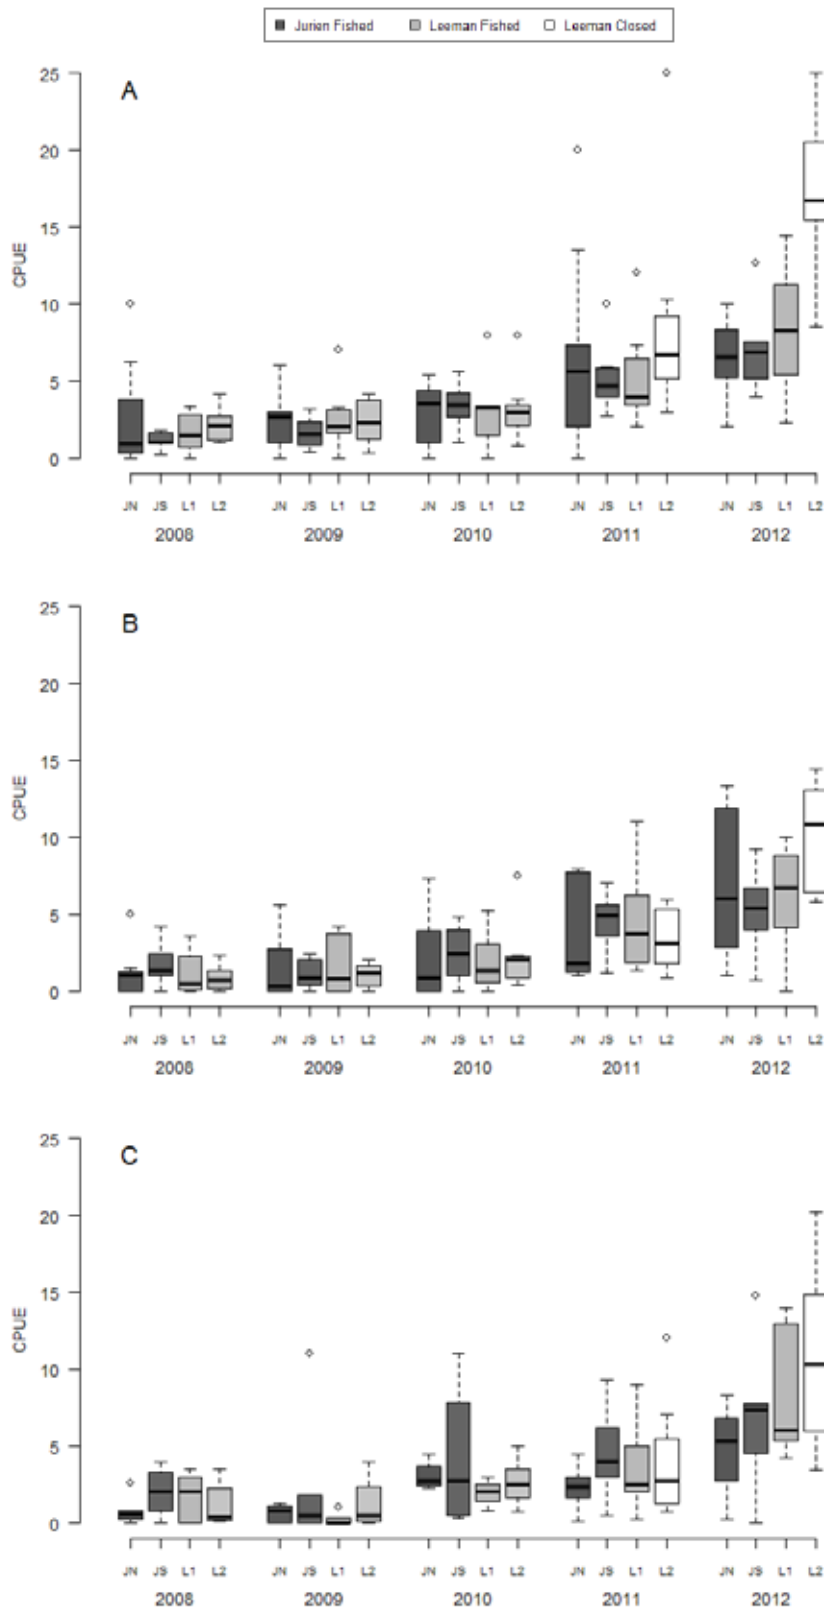 Jurien Fished Leeman Fished Leeman Closed
A
25
20
15
10
5
0
CPUE
JN JS L1 L2 JN JS L1 L2 JN JS L1 L2 JN JS L1 L2 JN JS L1 L2
2008 2009 2010 2011 2012
B
25
20
15
10
5
0
CPUE
JN JS L1 L2 JN JS L1 L2 JN JS L1 L2 JN JS L1 L2 JN JS L1 L2
2008 2009 2010 2011 2012
C
25
20
15
10
5
0
CPUE
JN JS L1 L2 JN JS L1 L2 JN JS L1 L2 JN JS L1 L2 JN JS L1 L2
2008 2009 2010 2011 2012